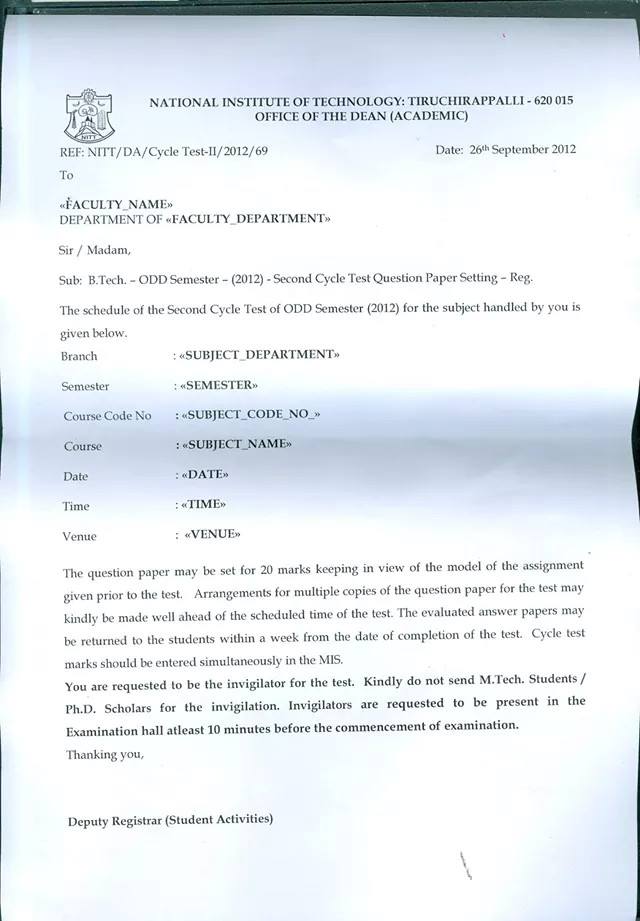 NATIONAL INSTITUTE OF TECHNOLOGY: TIRUCHIRAPPALLI - 620 015
OFFICE OF THE DEAN (ACADEMIC)
NITT
REF: NITT/DA/Cycle Test-II/2012/69 Date: 26th September 2012
To
«FACULTY_NAME»
DEPARTMENT OF «FACULTY_DEPARTMENT»
Sir / Madam,
Sub: B.Tech. – ODD Semester – (2012) - Second Cycle Test Question Paper Setting – Reg.
The schedule of the Second Cycle Test of ODD Semester (2012) for the subject handled by you is
given below.
Branch : «SUBJECT_DEPARTMENT»
Semester : «SEMESTER»
Course Code No : «SUBJECT_CODE_NO_»
Course : «SUBJECT_NAME»
Date : «DATE»
Time : «TIME»
Venue : «VENUE»
The question paper may be set for 20 marks keeping in view of the model of the assignment
given prior to the test. Arrangements for multiple copies of the question paper for the test may
kindly be made well ahead of the scheduled time of the test. The evaluated answer papers may
be returned to the students within a week from the date of completion of the test. Cycle test
marks should be entered simultaneously in the MIS.
You are requested to be the invigilator for the test. Kindly do not send M.Tech. Students /
Ph.D. Scholars for the invigilation. Invigilators are requested to be present in the
Examination hall atleast 10 minutes before the commencement of examination.
Thanking you,
Deputy Registrar (Student Activities)